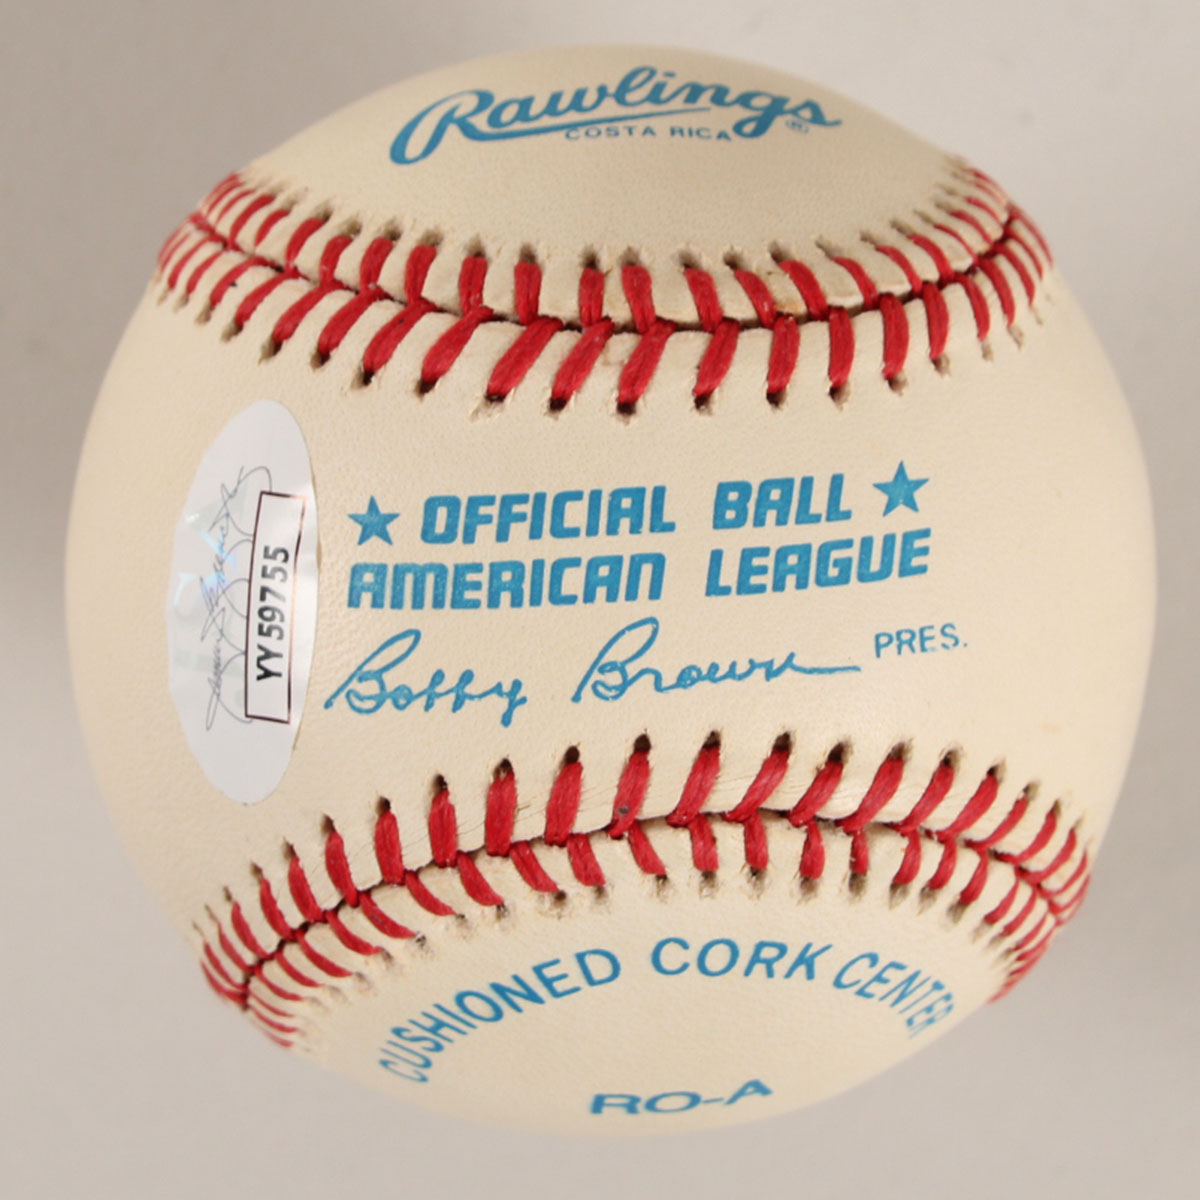 Rawlings®
COSTA RICA
★ OFFICIAL BALL ★
AMERICAN LEAGUE
Bobby Brown PRES.
YY59755
CUSHIONED CORK CENTER
RO-A